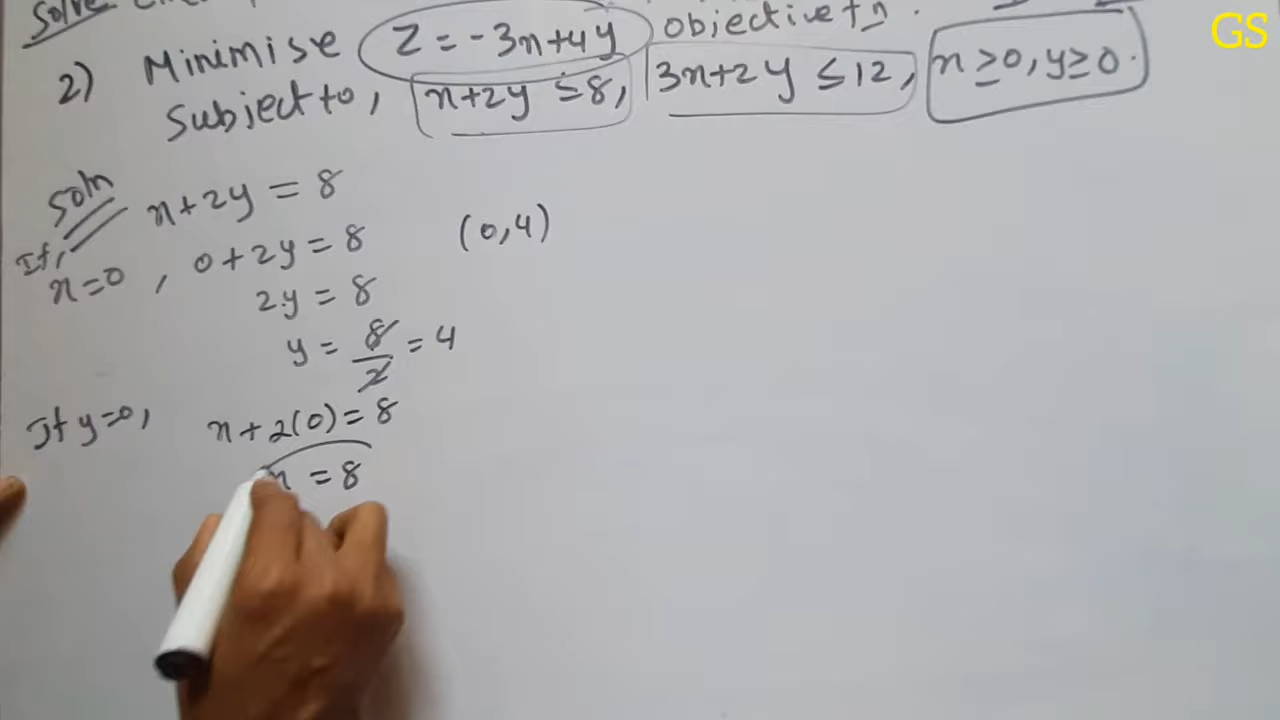 Solve
GS
2) Minimise Z = -3x+4y objective fn.
Subject to, x+2y ≤ 8, 3x+2y ≤ 12, x ≥ 0, y ≥ 0.
Soln
x+2y = 8
If, x=0, 0+2y = 8 (0,4)
2y = 8
y = 8/2 = 4
If y=0, x+2(0) = 8
x = 8